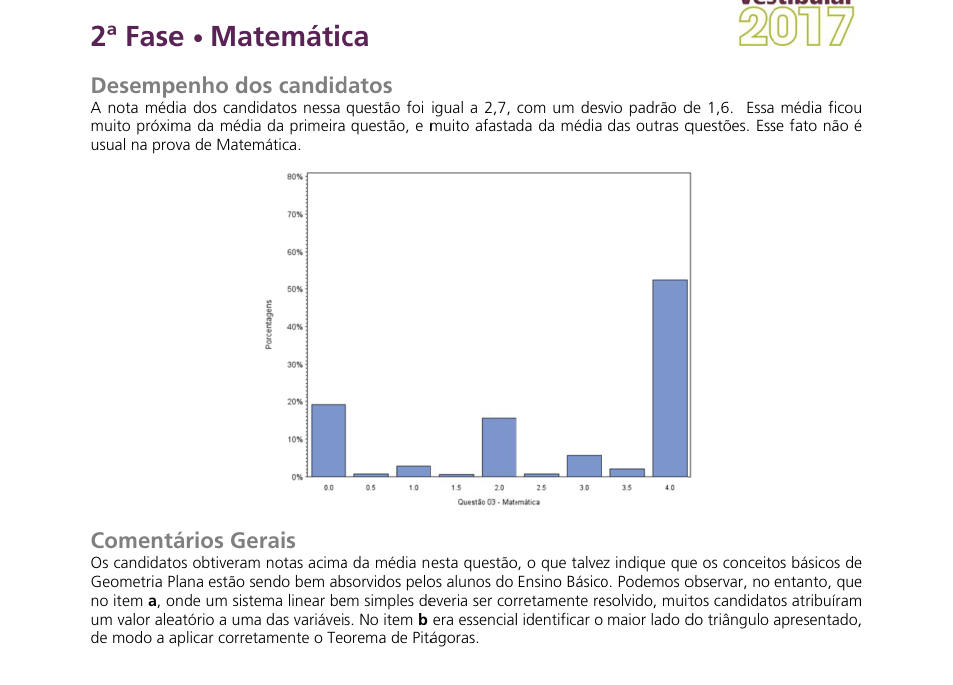 vestibular
2017
2ª Fase • Matemática
Desempenho dos candidatos
A nota média dos candidatos nessa questão foi igual a 2,7, com um desvio padrão de 1,6. Essa média ficou
muito próxima da média da primeira questão, e muito afastada da média das outras questões. Esse fato não é
usual na prova de Matemática.
80%
70%
60%
50%
40%
30%
20%
10%
0%
Porcentagens
0.0 0.5 1.0 1.5 2.0 2.5 3.0 3.5 4.0
Questão 03 - Matemática
Comentários Gerais
Os candidatos obtiveram notas acima da média nesta questão, o que talvez indique que os conceitos básicos de
Geometria Plana estão sendo bem absorvidos pelos alunos do Ensino Básico. Podemos observar, no entanto, que
no item a, onde um sistema linear bem simples deveria ser corretamente resolvido, muitos candidatos atribuíram
um valor aleatório a uma das variáveis. No item b era essencial identificar o maior lado do triângulo apresentado,
de modo a aplicar corretamente o Teorema de Pitágoras.